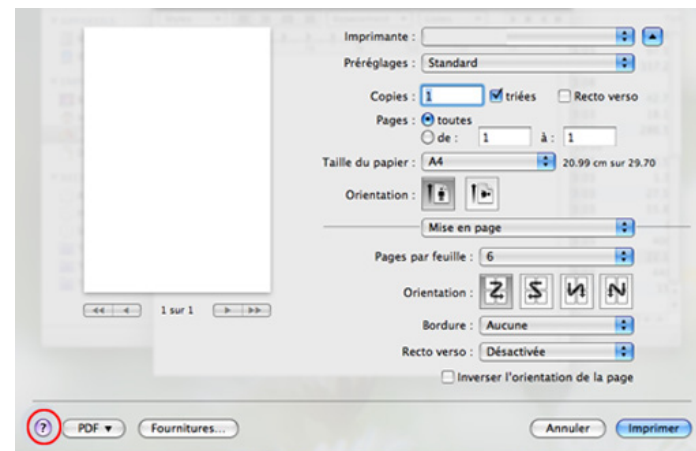 Imprimante :
Préréglages : Standard
Copies : 1 triées Recto verso
Pages : toutes
de : 1 à : 1
Taille du papier : A4 20.99 cm sur 29.70
Orientation :
Mise en page
Pages par feuille : 6
Orientation :
1 sur 1
Bordure : Aucune
Recto verso : Désactivée
Inverser l'orientation de la page
? PDF ▼ Fournitures... Annuler Imprimer